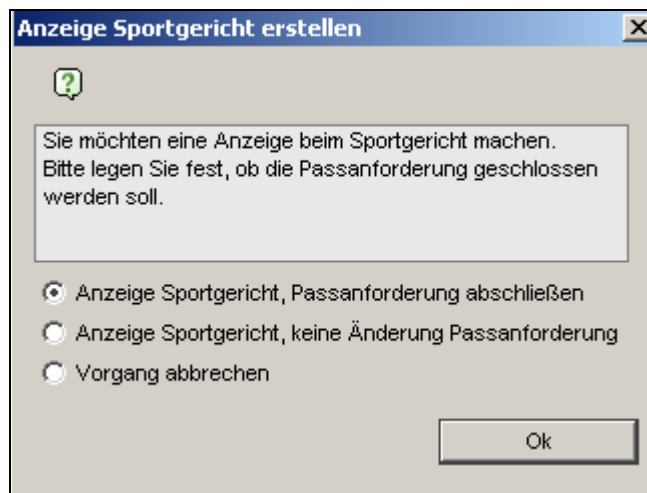 Anzeige Sportgericht erstellen
Sie möchten eine Anzeige beim Sportgericht machen.
Bitte legen Sie fest, ob die Passanforderung geschlossen
werden soll.
Anzeige Sportgericht, Passanforderung abschließen
Anzeige Sportgericht, keine Änderung Passanforderung
Vorgang abbrechen
Ok